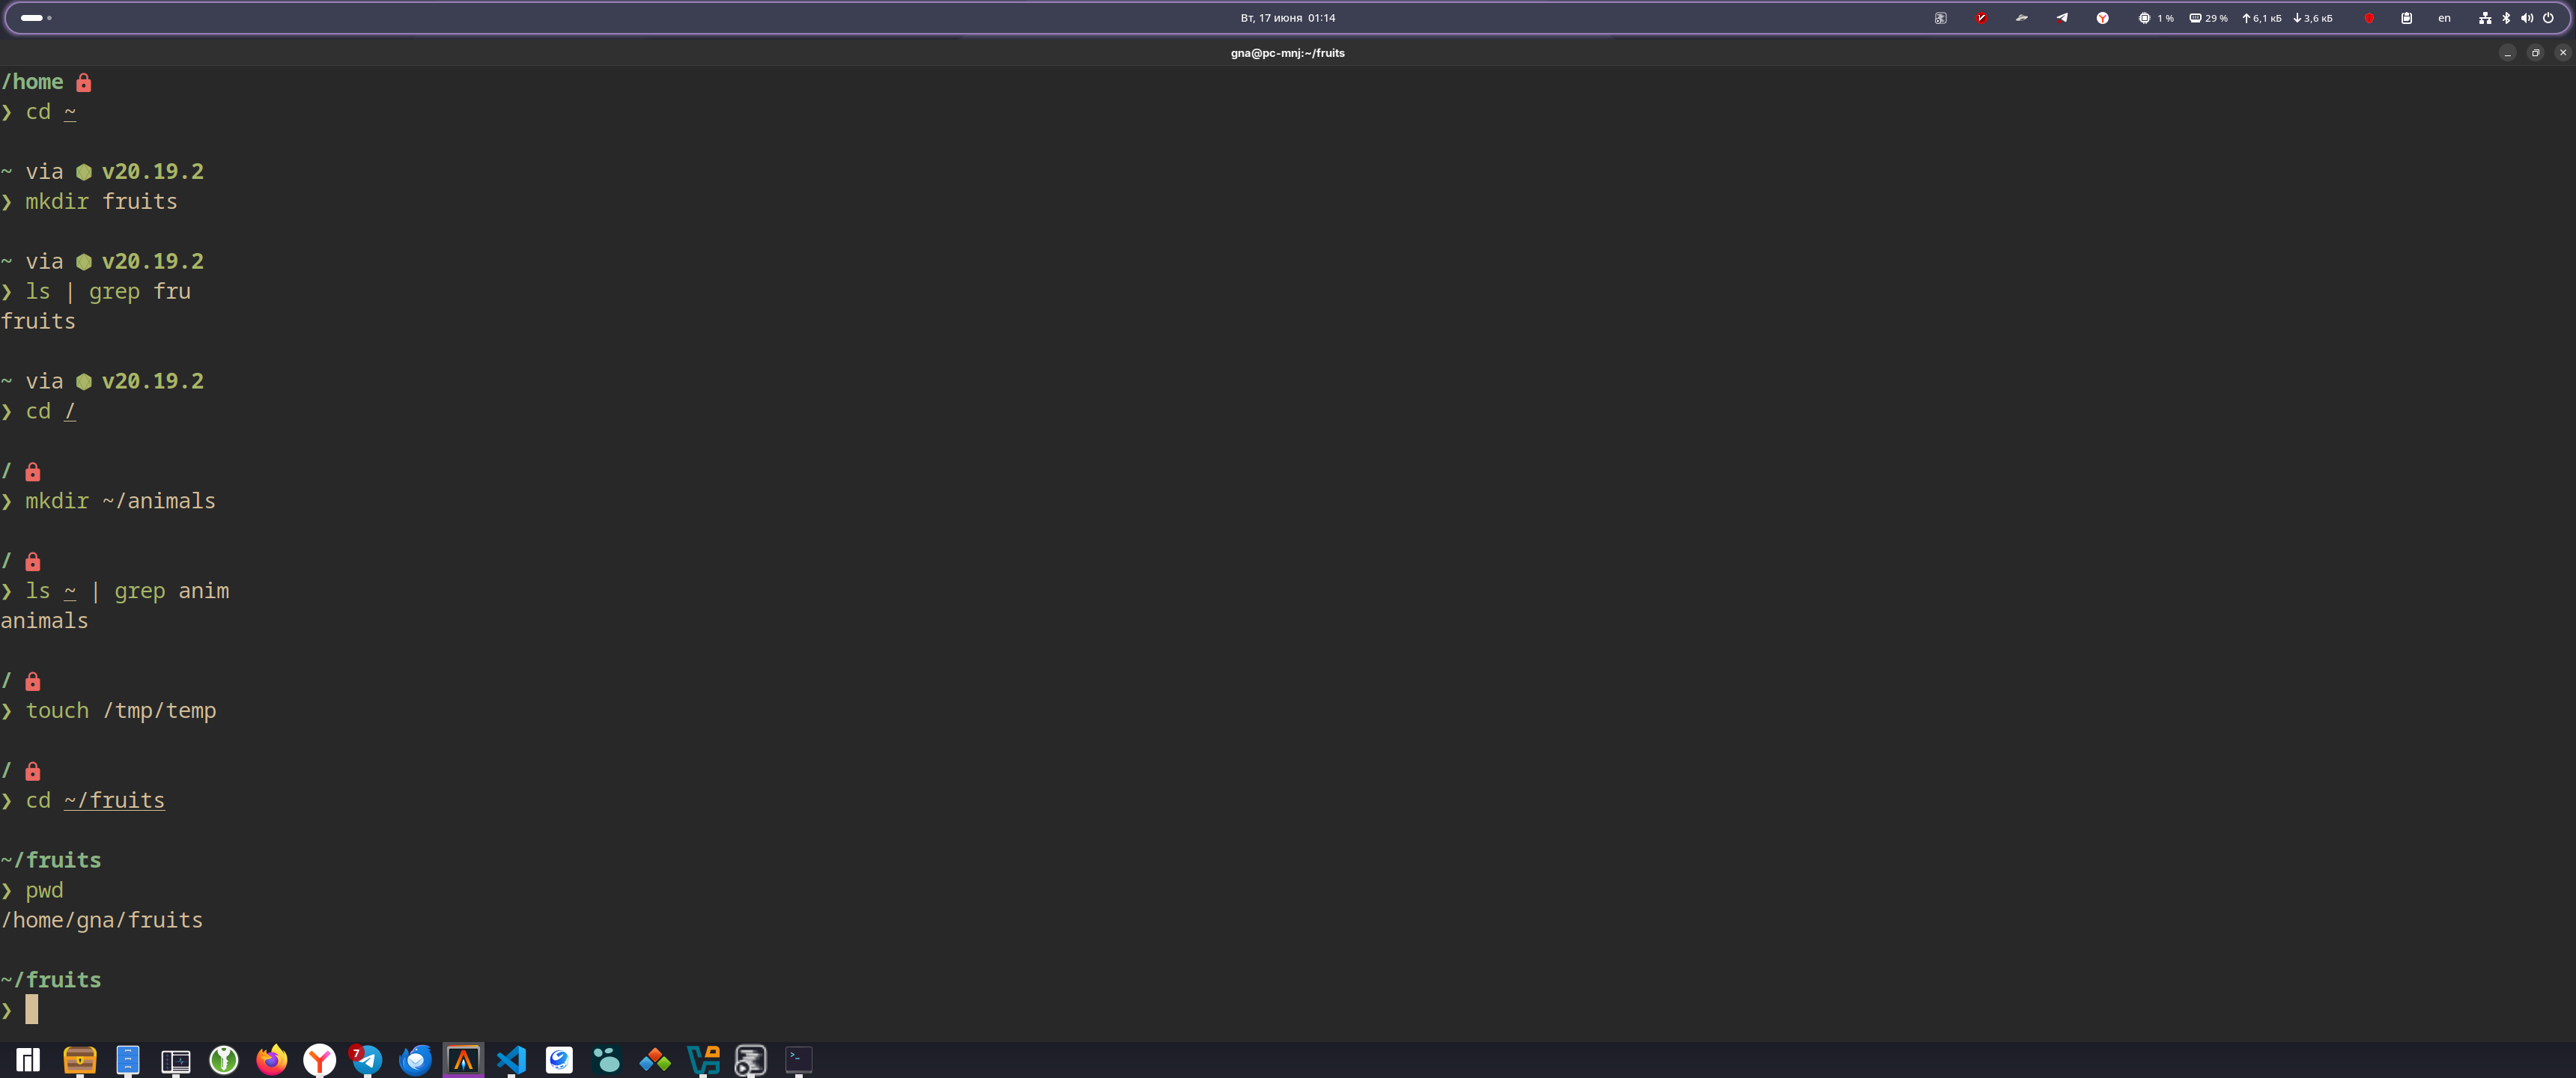 Вт, 17 июня 01:14
1 % 29 % ↑6,1 кБ ↓3,6 кБ en
gna@pc-mnj:~/fruits
/home
❯ cd ~
~ via ⬢ v20.19.2
❯ mkdir fruits
~ via ⬢ v20.19.2
❯ ls | grep fru
fruits
~ via ⬢ v20.19.2
❯ cd /
/
❯ mkdir ~/animals
/
❯ ls ~ | grep anim
animals
/
❯ touch /tmp/temp
/
❯ cd ~/fruits
~/fruits
❯ pwd
/home/gna/fruits
~/fruits
❯
7